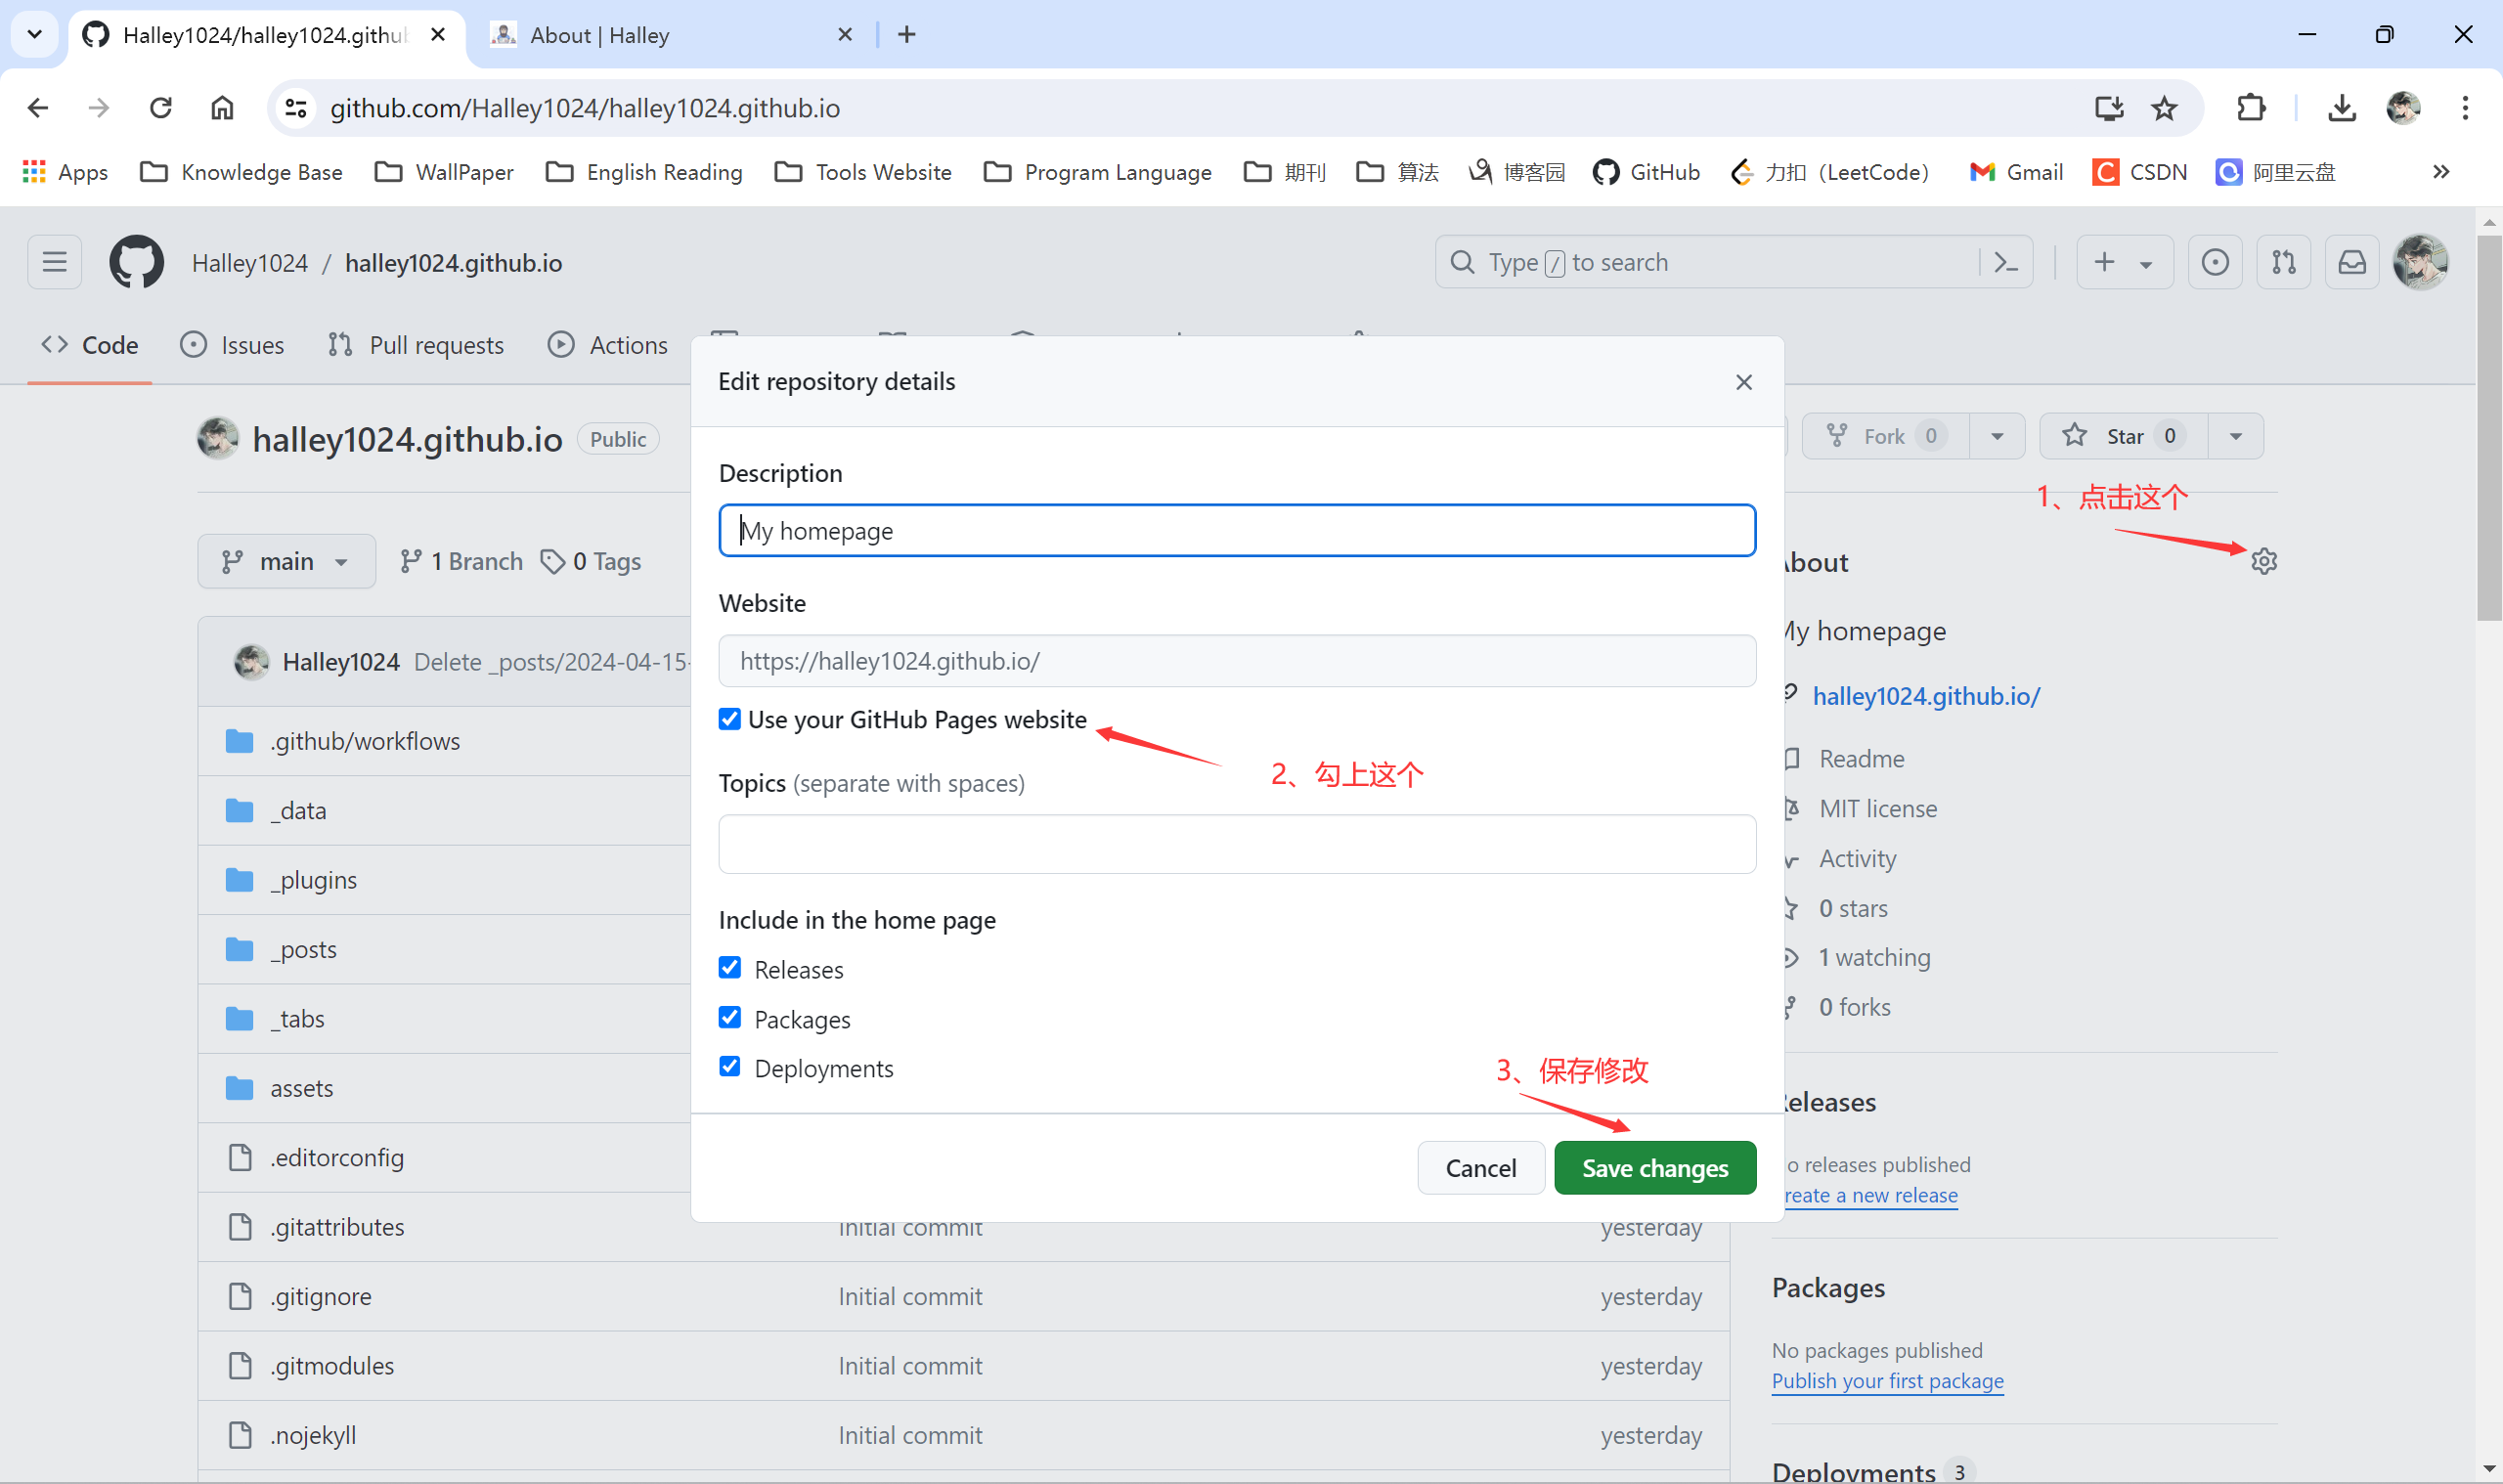 Halley1024/halley1024.githu
About | Halley
github.com/Halley1024/halley1024.github.io
Apps
Knowledge Base
WallPaper
English Reading
Tools Website
Program Language
期刊
算法
博客园
GitHub
力扣（LeetCode）
Gmail
CSDN
阿里云盘
Halley1024 / halley1024.github.io
Type / to search
Code
Issues
Pull requests
Actions
Edit repository details
halley1024.github.io Public
Fork 0
Star 0
Description
My homepage
1、点击这个
main
1 Branch
0 Tags
About
Website
My homepage
Halley1024 Delete _posts/2024-04-15-
https://halley1024.github.io/
halley1024.github.io/
Use your GitHub Pages website
.github/workflows
Readme
2、勾上这个
Topics (separate with spaces)
_data
MIT license
Activity
_plugins
0 stars
Include in the home page
_posts
1 watching
Releases
0 forks
_tabs
Packages
Deployments
3、保存修改
assets
Releases
.editorconfig
Cancel
Save changes
o releases published
reate a new release
.gitattributes Initial commit yesterday
Packages
.gitignore Initial commit yesterday
No packages published
.gitmodules Initial commit yesterday
Publish your first package
.nojekyll Initial commit yesterday
Deployments 3